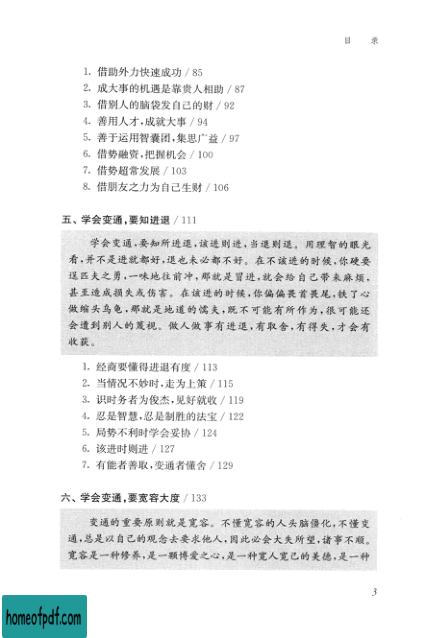 目 录
1. 借助外力快速成功 / 85
2. 成大事的机遇是靠贵人相助 / 87
3. 借别人的脑袋发自己的财 / 92
4. 善用人才,成就大事 / 94
5. 善于运用智囊团,集思广益 / 97
6. 借势融资,把握机会 / 100
7. 借势超常发展 / 103
8. 借朋友之力为自己生财 / 106
五、学会变通,要知进退 / 111
学会变通,要知所进退,该进则进,当退则退。用理智的眼光
看,并不是进就都好,退也未必都不好。在不该进的时候,你硬要
逞匹夫之勇,一味地往前冲,那就是冒进,就会给自己带来麻烦,
甚至造成损失或伤害。在该进的时候,你偏偏畏首畏尾,铁了心
做缩头乌龟,那就是地道的懦夫,既不可能有所作为,很可能还
会遭到别人的蔑视。做人做事有进退,有取舍,有得失,才会有
收获。
1. 经商要懂得进退有度 / 113
2. 当情况不妙时,走为上策 / 115
3. 识时务者为俊杰,见好就收 / 119
4. 忍是智慧,忍是制胜的法宝 / 122
5. 局势不利时学会妥协 / 124
6. 该进时则进 / 127
7. 有能者善取,变通者懂舍 / 129
六、学会变通,要宽容大度 / 133
变通的重要原则就是宽容。不懂宽容的人头脑僵化,不懂变
通,总是以自己的观念去要求他人,因此必会大失所望,诸事不顺。
宽容是一种修养,是一颗博爱之心,是一种宽人宽己的美德,是一种
3
homeofpdf.com